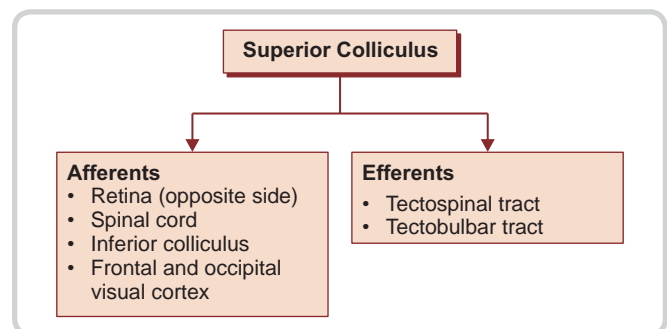 Superior Colliculus
Afferents
• Retina (opposite side)
• Spinal cord
• Inferior colliculus
• Frontal and occipital
visual cortex
Efferents
• Tectospinal tract
• Tectobulbar tract